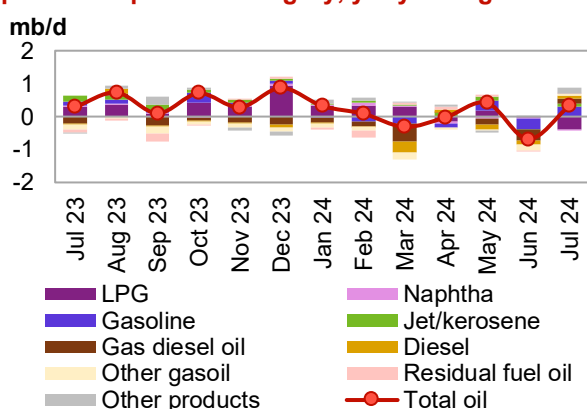 mb/d
2
1
0
-1
-2
Jul 23
Aug 23
Sep 23
Oct 23
Nov 23
Dec 23
Jan 24
Feb 24
Mar 24
Apr 24
May 24
Jun 24
Jul 24
LPG
Naphtha
Gasoline
Jet/kerosene
Gas diesel oil
Diesel
Other gasoil
Residual fuel oil
Other products
Total oil